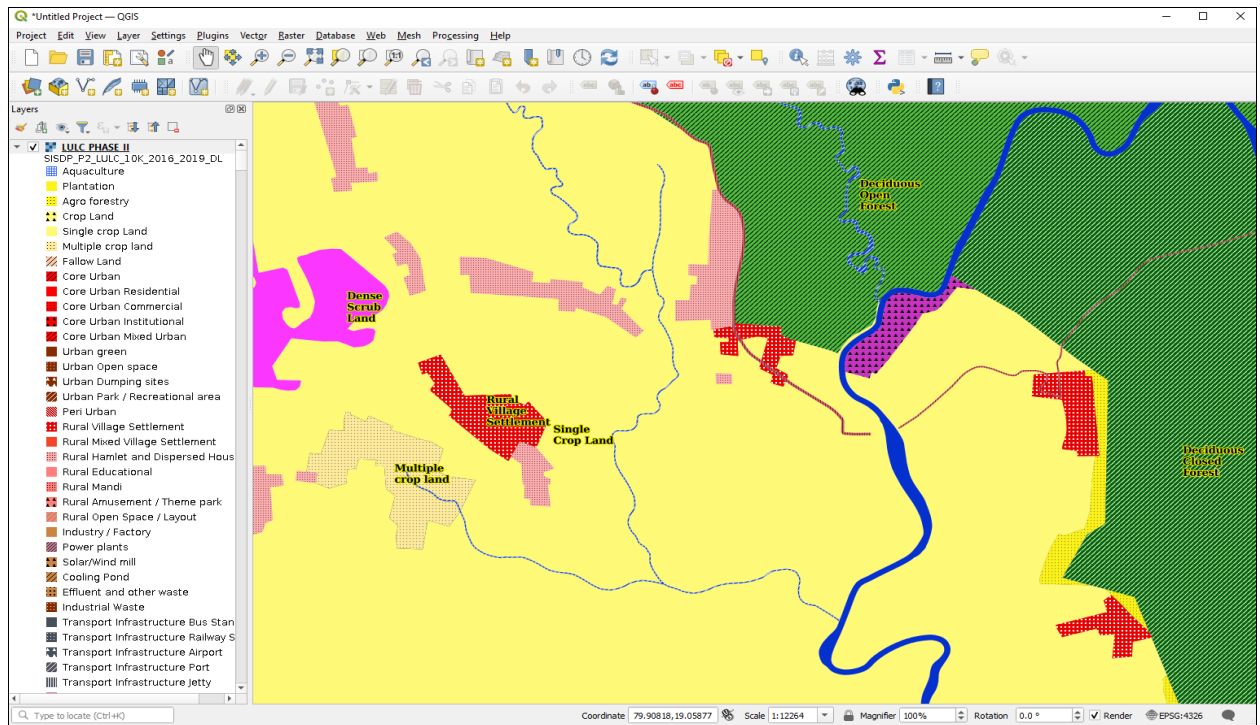 *Untitled Project — QGIS
Project Edit View Layer Settings Plugins Vector Raster Database Web Mesh Processing Help
Layers
LULC PHASE II
SISDP_P2_LULC_10K_2016_2019_DL
Aquaculture
Plantation
Agro forestry
Crop Land
Single crop Land
Multiple crop land
Fallow Land
Core Urban
Core Urban Residential
Core Urban Commercial
Core Urban Institutional
Core Urban Mixed Urban
Urban green
Urban Open space
Urban Dumping sites
Urban Park / Recreational area
Peri Urban
Rural Village Settlement
Rural Mixed Village Settlement
Rural Hamlet and Dispersed Hous
Rural Educational
Rural Mandi
Rural Amusement / Theme park
Rural Open Space / Layout
Industry / Factory
Power plants
Solar/Wind mill
Cooling Pond
Effluent and other waste
Industrial Waste
Transport Infrastructure Bus Stan
Transport Infrastructure Railway S
Transport Infrastructure Airport
Transport Infrastructure Port
Transport Infrastructure Jetty
Deciduous
Open
Forest
Dense
Scrub
Land
Rural
Village
Settlement
Single
Crop Land
Multiple
crop land
Deciduous
Closed
Forest
Type to locate (Ctrl+K)
Coordinate 79.90818,19.05877 Scale 1:12264 Magnifier 100% Rotation 0.0 ° Render EPSG:4326